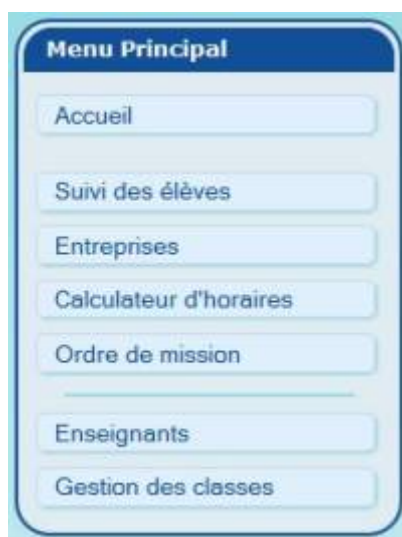 Menu Principal
Accueil
Suivi des élèves
Entreprises
Calculateur d'horaires
Ordre de mission
Enseignants
Gestion des classes